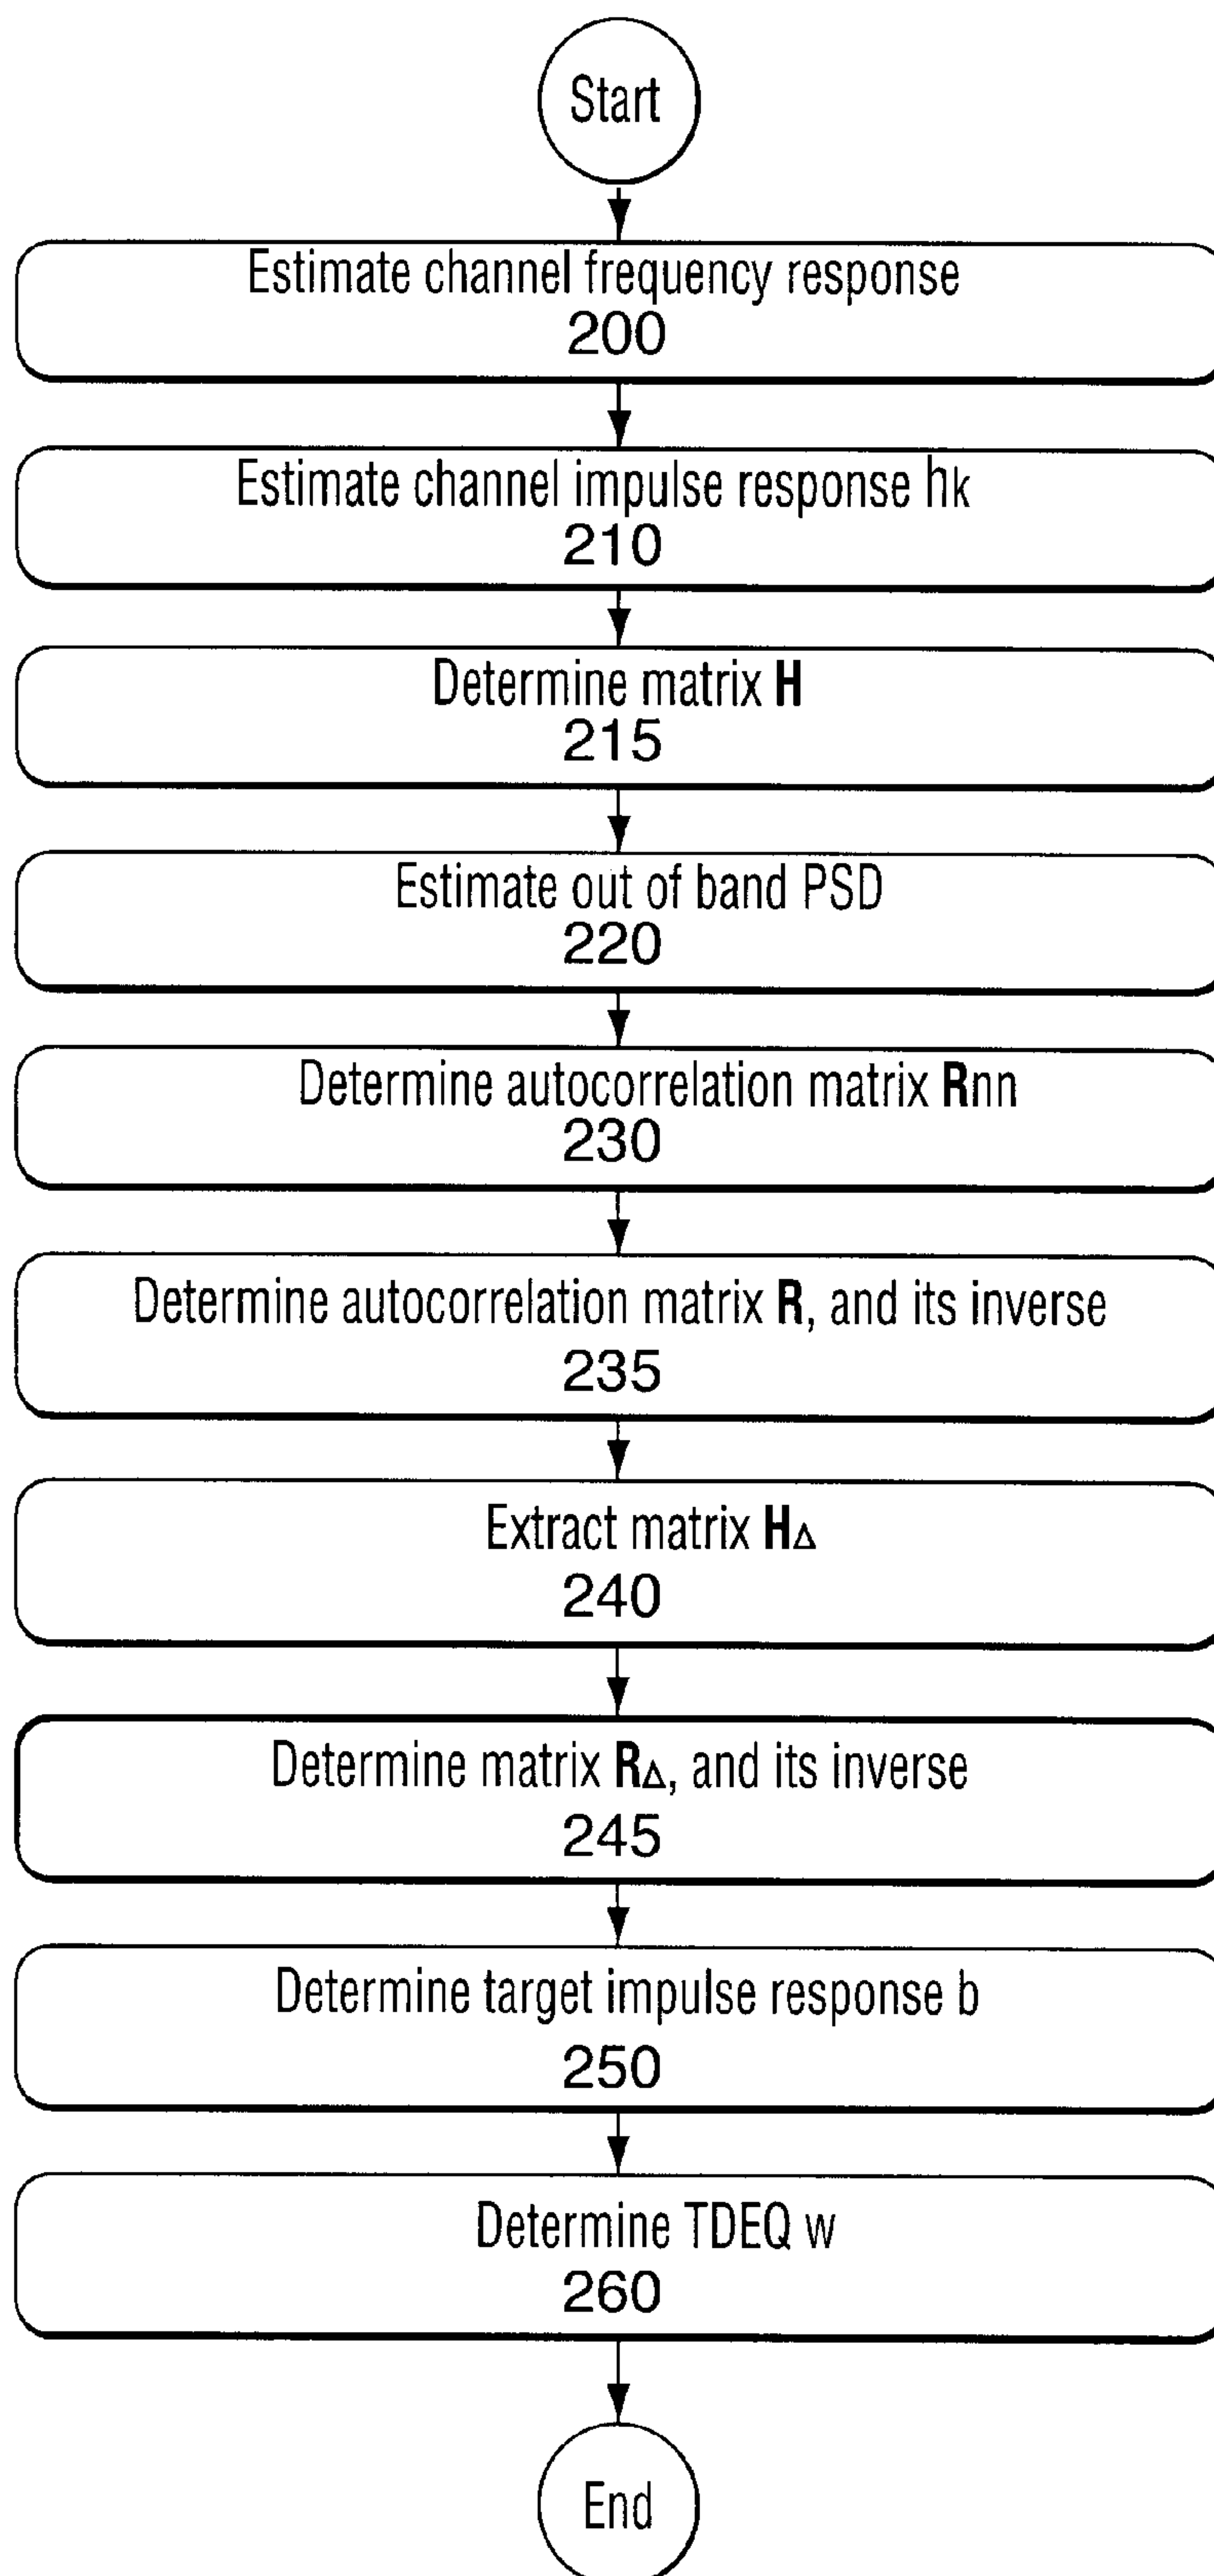 Start
Estimate channel frequency response
200
Estimate channel impulse response hk
210
Determine matrix H
215
Estimate out of band PSD
220
Determine autocorrelation matrix Rnn
230
Determine autocorrelation matrix R, and its inverse
235
Extract matrix HΔ
240
Determine matrix RΔ, and its inverse
245
Determine target impulse response b
250
Determine TDEQ w
260
End